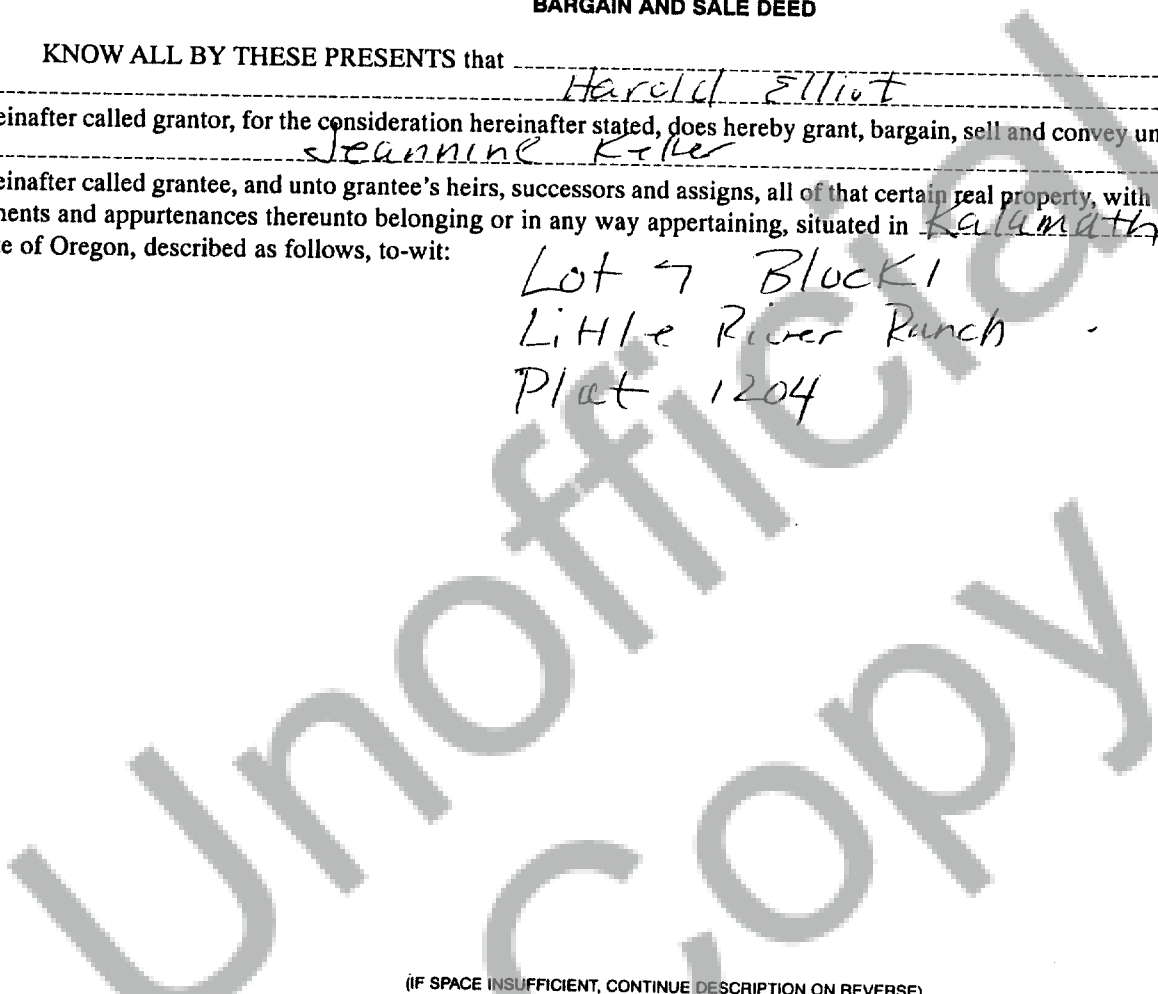 BARGAIN AND SALE DEED
KNOW ALL BY THESE PRESENTS that
Harold Elliot
einafter called grantor, for the consideration hereinafter stated, does hereby grant, bargain, sell and convey un
Jeannine Keller
einafter called grantee, and unto grantee's heirs, successors and assigns, all of that certain real property, with
nents and appurtenances thereunto belonging or in any way appertaining, situated in Kalamath
te of Oregon, described as follows, to-wit:
Lot 7 Block 1
Little River Ranch
Plat 1204
Unofficial
Copy
(IF SPACE INSUFFICIENT, CONTINUE DESCRIPTION ON REVERSE)